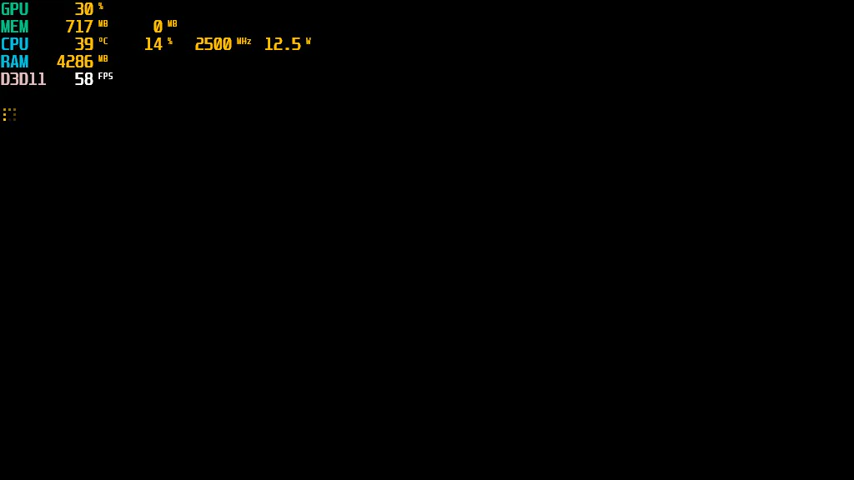 GPU 30 %
MEM 717 MB 0 MB
CPU 39 °C 14 % 2500 MHz 12.5 W
RAM 4286 MB
D3D11 58 FPS